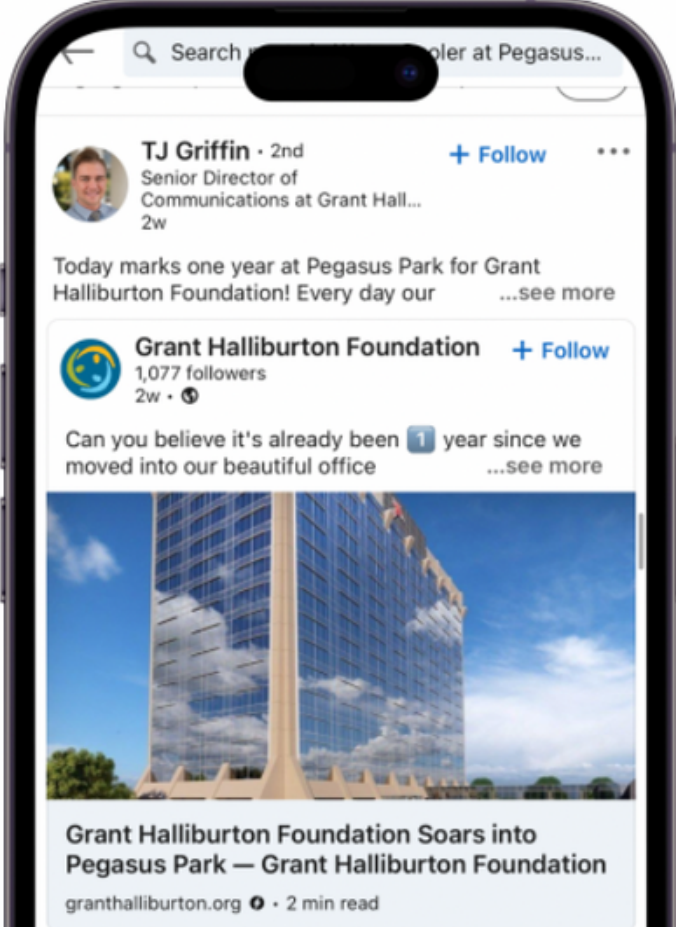 Search
oler at Pegasus...
TJ Griffin · 2nd
+ Follow
Senior Director of
Communications at Grant Hall...
2w
Today marks one year at Pegasus Park for Grant
Halliburton Foundation! Every day our ...see more
Grant Halliburton Foundation
+ Follow
1,077 followers
2w ·
Can you believe it's already been 1️⃣ year since we
moved into our beautiful office ...see more
Grant Halliburton Foundation Soars into
Pegasus Park — Grant Halliburton Foundation
granthalliburton.org · 2 min read